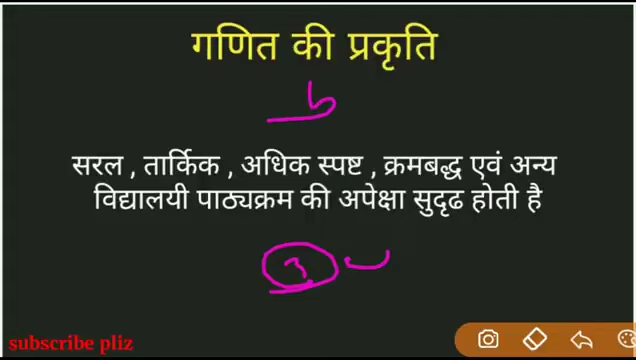 गणित की प्रकृति
सरल , तार्किक , अधिक स्पष्ट , क्रमबद्ध एवं अन्य
विद्यालयी पाठ्यक्रम की अपेक्षा सुदृढ होती है
subscribe pliz